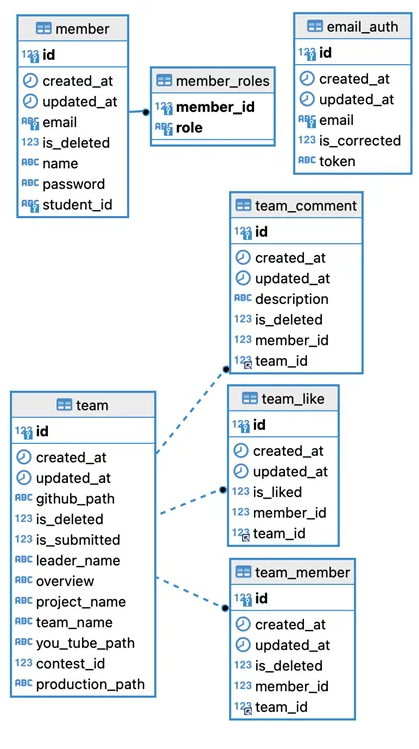 member
123 id
created_at
updated_at
ABC email
123 is_deleted
ABC name
ABC password
ABC student_id
member_roles
123 member_id
ABC role
email_auth
123 id
created_at
updated_at
ABC email
123 is_corrected
ABC token
team_comment
123 id
created_at
updated_at
ABC description
123 is_deleted
123 member_id
123 team_id
team
123 id
created_at
updated_at
ABC github_path
123 is_deleted
123 is_submitted
ABC leader_name
ABC overview
ABC project_name
ABC team_name
ABC you_tube_path
123 contest_id
ABC production_path
team_like
123 id
created_at
updated_at
123 is_liked
123 member_id
123 team_id
team_member
123 id
created_at
updated_at
123 is_deleted
123 member_id
123 team_id